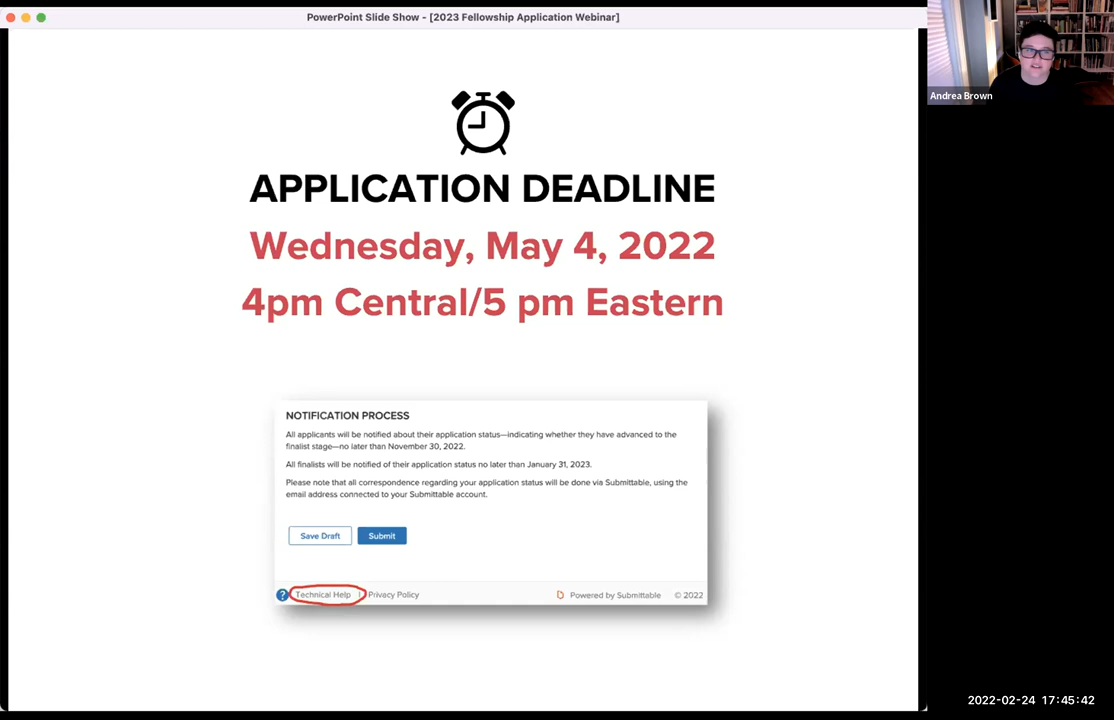 PowerPoint Slide Show - [2023 Fellowship Application Webinar]
Andrea Brown
APPLICATION DEADLINE
Wednesday, May 4, 2022
4pm Central/5 pm Eastern
NOTIFICATION PROCESS
All applicants will be notified about their application status—indicating whether they have advanced to the
finalist stage—no later than November 30, 2022.
All finalists will be notified of their application status no later than January 31, 2023.
Please note that all correspondence regarding your application status will be done via Submittable, using the
email address connected to your Submittable account.
Save Draft Submit
? Technical Help | Privacy Policy Powered by Submittable © 2022
2022-02-24 17:45:42